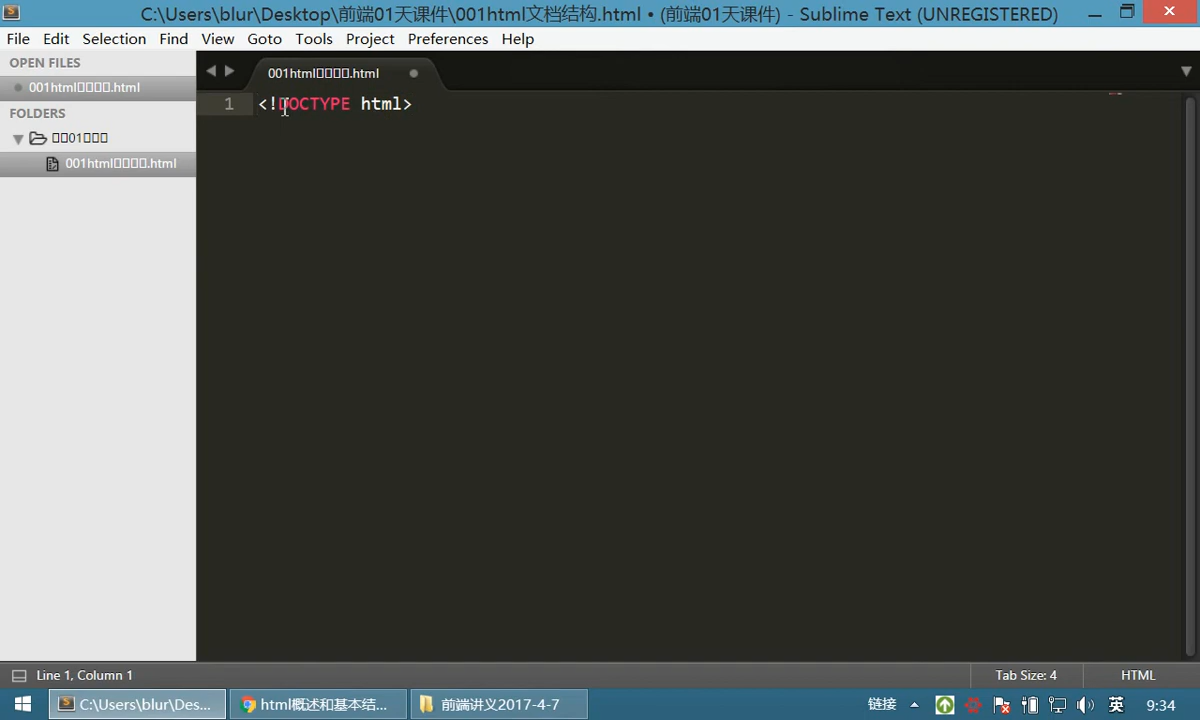 C:\Users\blur\Desktop\前端01天课件\001html文档结构.html • (前端01天课件) - Sublime Text (UNREGISTERED)
File Edit Selection Find View Goto Tools Project Preferences Help
OPEN FILES
001html□□□□.html
FOLDERS
□□01□□□
001html□□□□.html
001html□□□□.html
1 <!DOCTYPE html>
Line 1, Column 1
Tab Size: 4
HTML
C:\Users\blur\Des...
html概述和基本结...
前端讲义2017-4-7
链接
英
9:34